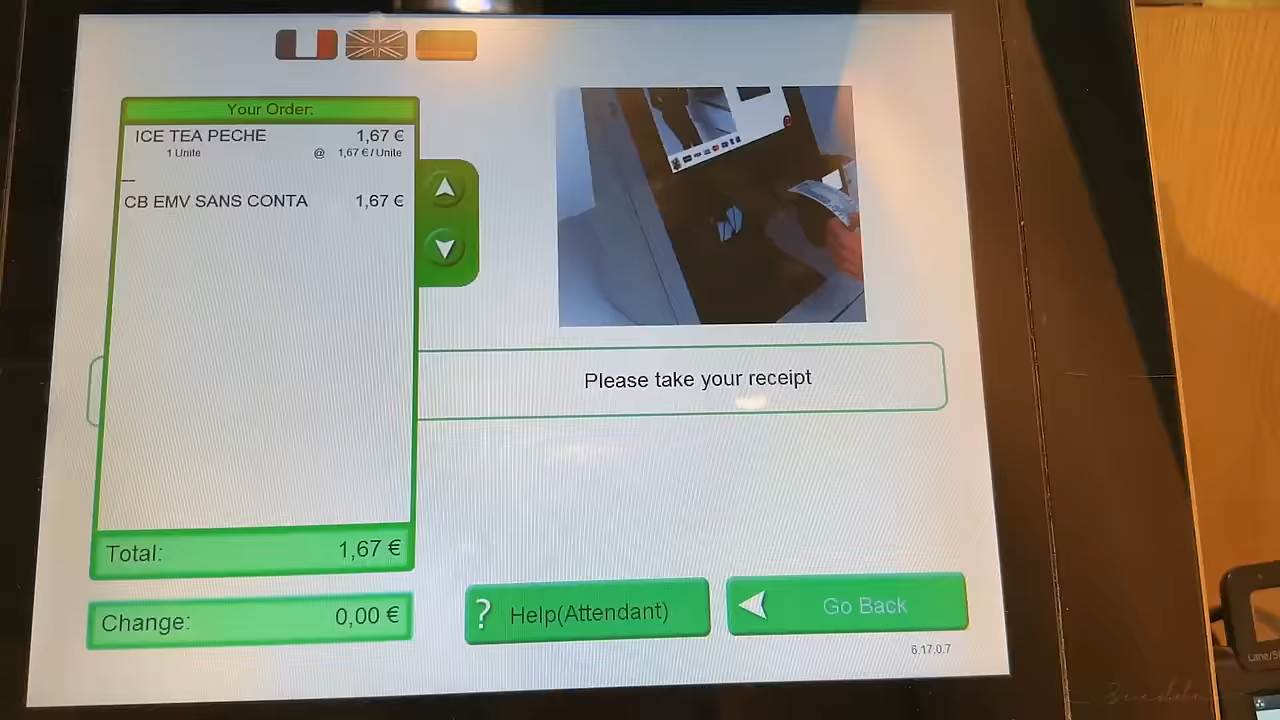 Your Order:
ICE TEA PECHE 1,67 €
1 Unite @ 1,67 €/Unite
--
CB EMV SANS CONTA 1,67 €
Please take your receipt
Total: 1,67 €
Change: 0,00 €
? Help(Attendant)
Go Back
6.17.0.7